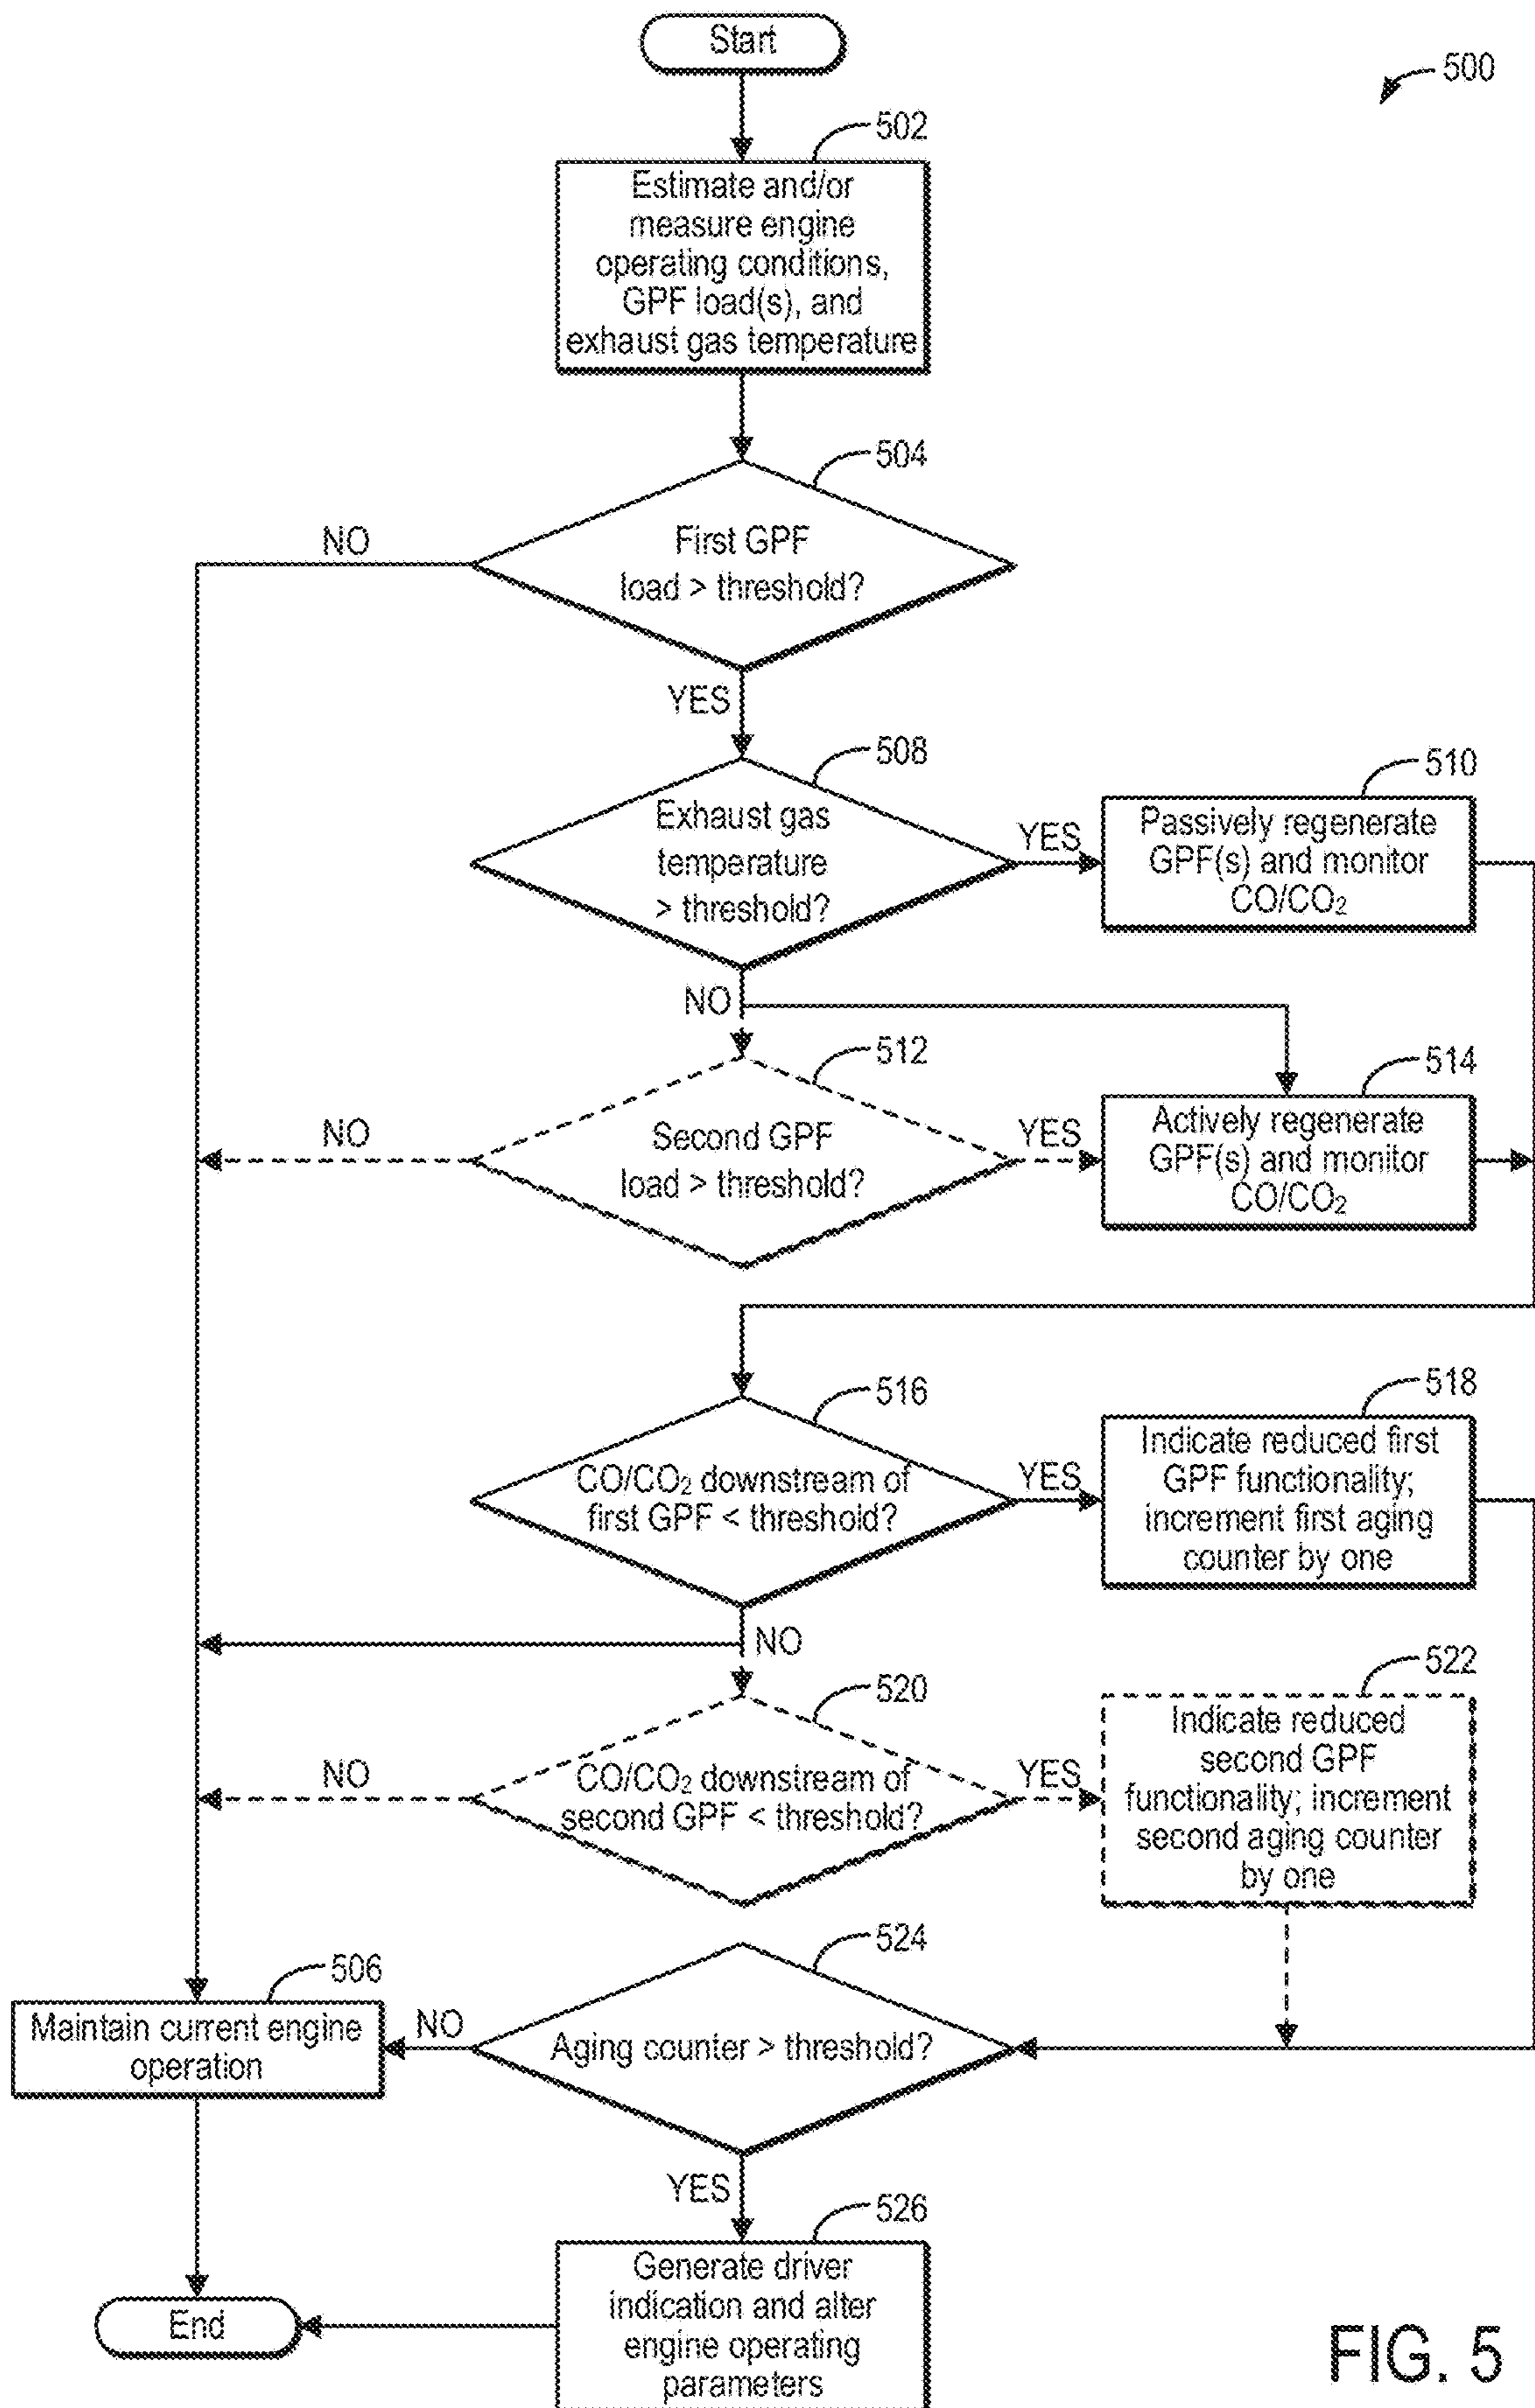 Start
500
502
Estimate and/or
measure engine
operating conditions,
GPF load(s), and
exhaust gas temperature
504
First GPF
load > threshold?
NO
YES
508
Exhaust gas
temperature
> threshold?
YES
510
Passively regenerate
GPF(s) and monitor
CO/CO₂
NO
512
Second GPF
load > threshold?
NO
YES
514
Actively regenerate
GPF(s) and monitor
CO/CO₂
516
CO/CO₂ downstream of
first GPF < threshold?
YES
518
Indicate reduced first
GPF functionality;
increment first aging
counter by one
NO
520
CO/CO₂ downstream of
second GPF < threshold?
NO
YES
522
Indicate reduced
second GPF
functionality; increment
second aging counter
by one
524
Aging counter > threshold?
NO
506
Maintain current engine
operation
YES
526
Generate driver
indication and alter
engine operating
parameters
End
FIG. 5